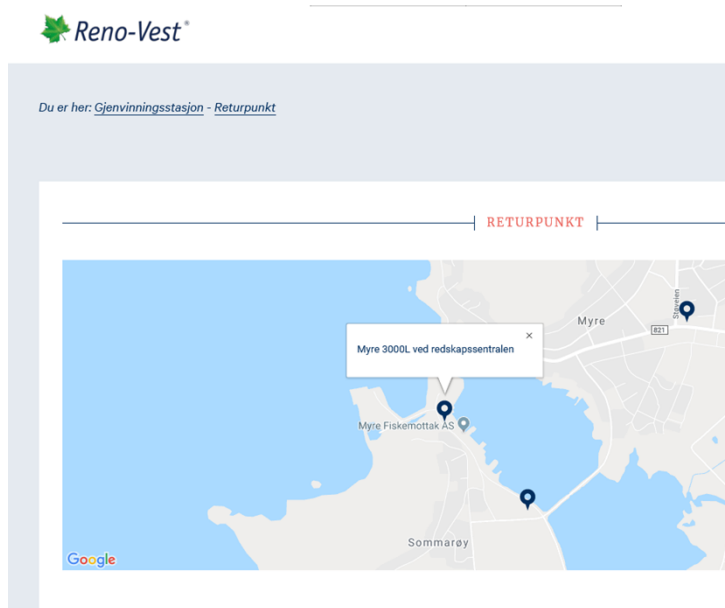 Reno-Vest®
Du er her: Gjenvinningsstasjon - Returpunkt
RETURPUNKT
Støveien
Myre
821
Myre 3000L ved redskapssentralen
Myre Fiskemottak AS
Sommarøy
Google